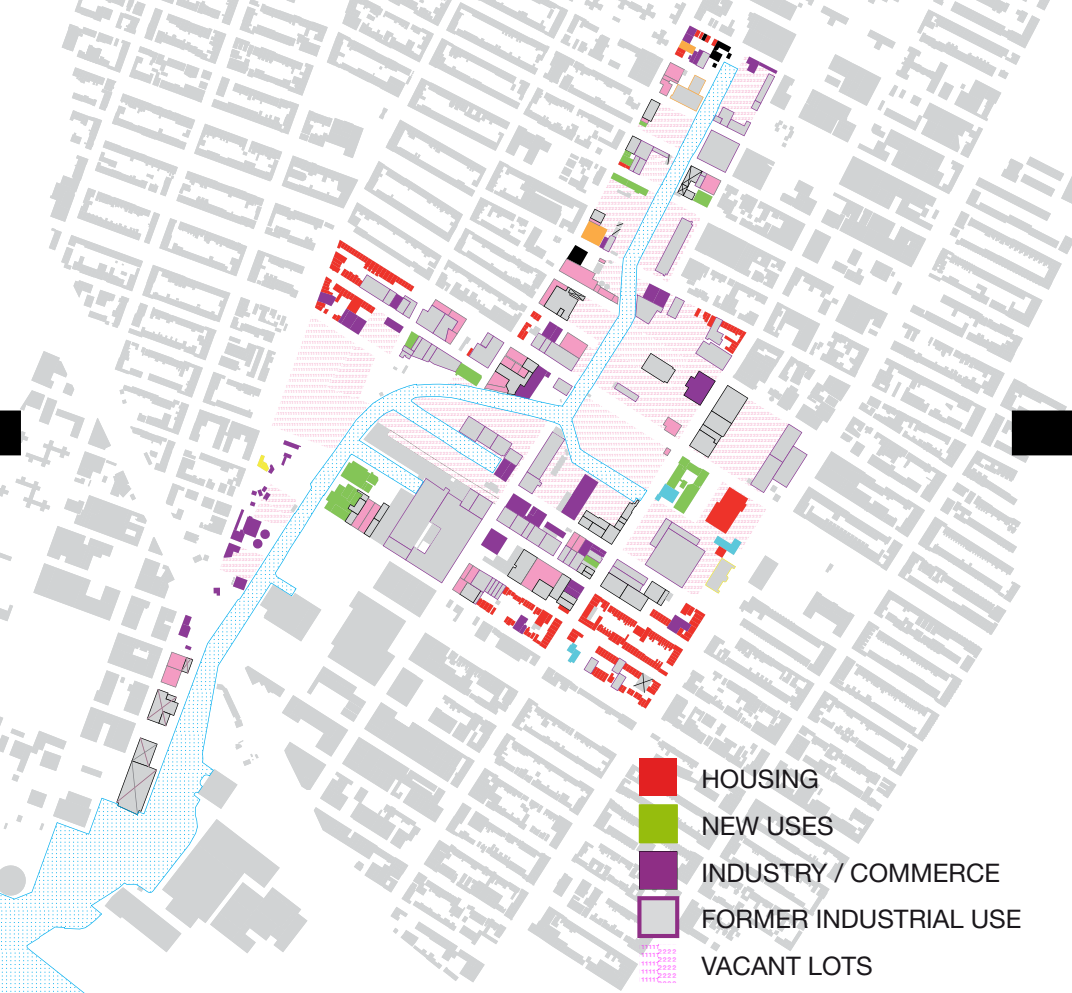 HOUSING
NEW USES
INDUSTRY / COMMERCE
FORMER INDUSTRIAL USE
VACANT LOTS